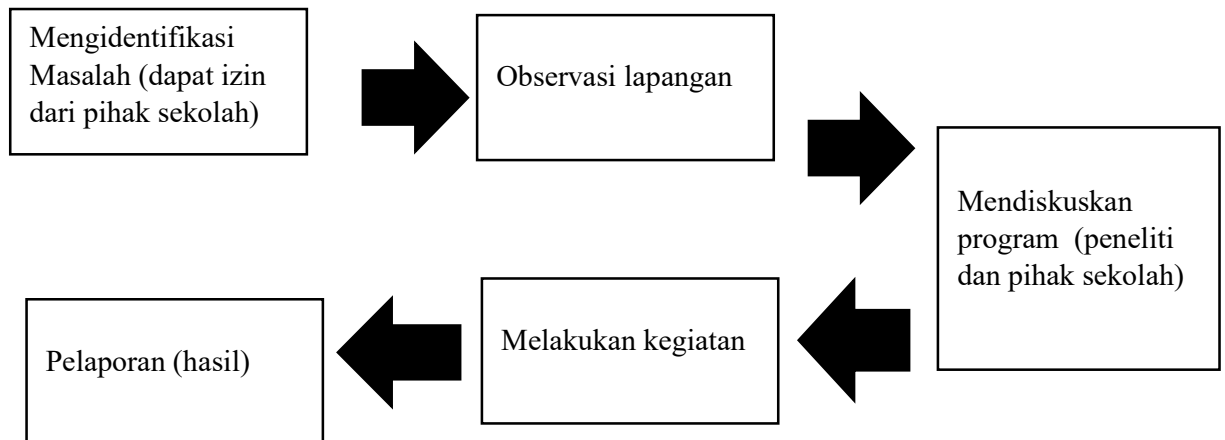 Mengidentifikasi
Masalah (dapat izin
dari pihak sekolah)
Observasi lapangan
Mendiskuskan
program  (peneliti
dan pihak sekolah)
Melakukan kegiatan
Pelaporan (hasil)